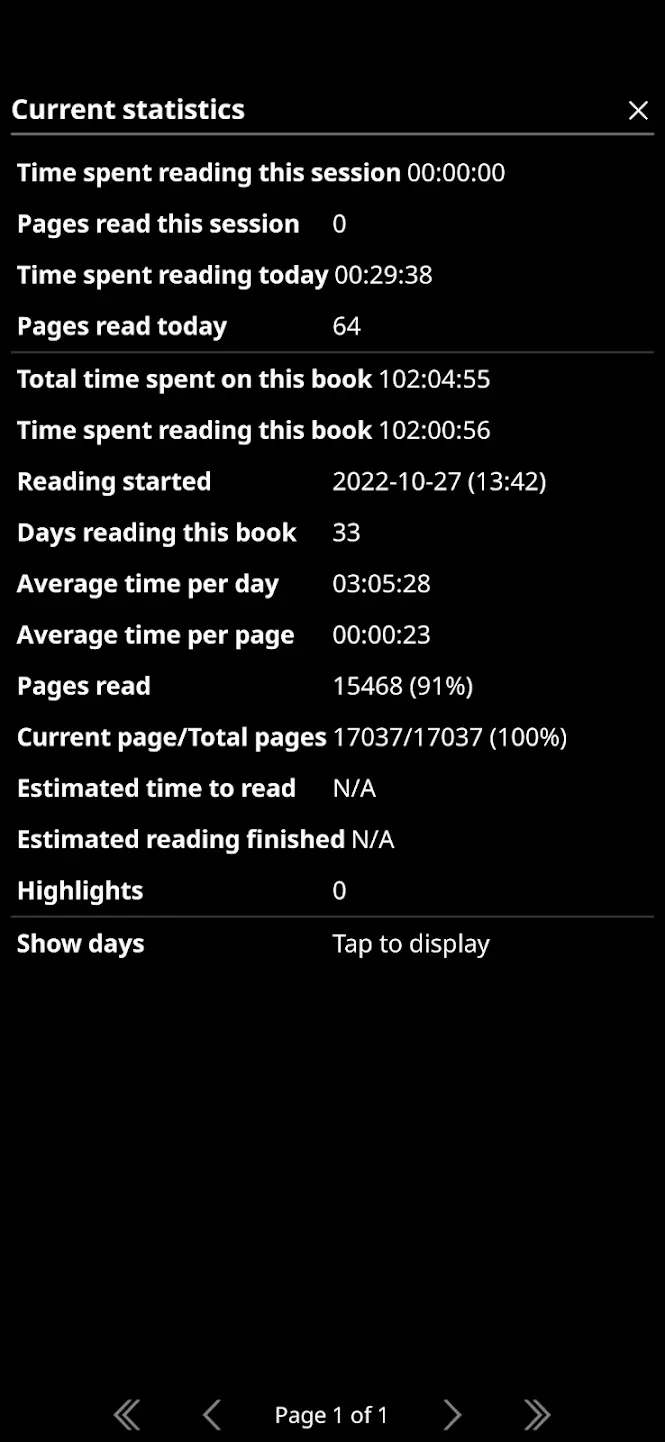 Current statistics
Time spent reading this session 00:00:00
Pages read this session 0
Time spent reading today 00:29:38
Pages read today 64
Total time spent on this book 102:04:55
Time spent reading this book 102:00:56
Reading started 2022-10-27 (13:42)
Days reading this book 33
Average time per day 03:05:28
Average time per page 00:00:23
Pages read 15468 (91%)
Current page/Total pages 17037/17037 (100%)
Estimated time to read N/A
Estimated reading finished N/A
Highlights 0
Show days Tap to display
Page 1 of 1